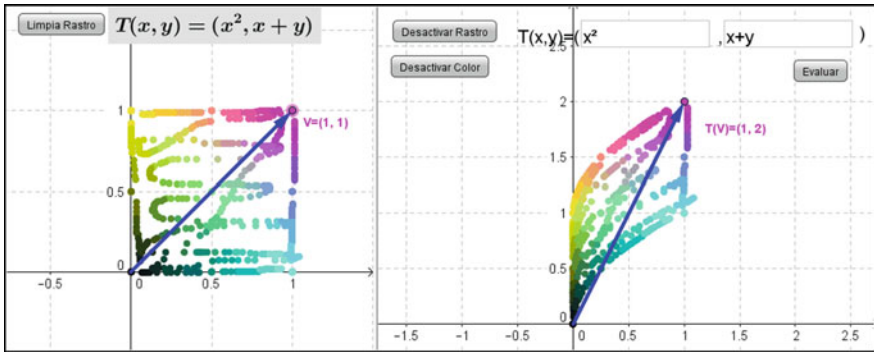 Limpia Rastro
T(x, y) = (x², x + y)
V=(1, 1)
1
0.5
0
−0.5
0
0.5
1
Desactivar Rastro
Desactivar Color
T(x,y)=( x² , x+y )
Evaluar
T(V)=(1, 2)
2.5
2
1.5
1
0.5
0
−1.5
−1
−0.5
0
0.5
1
1.5
2
2.5